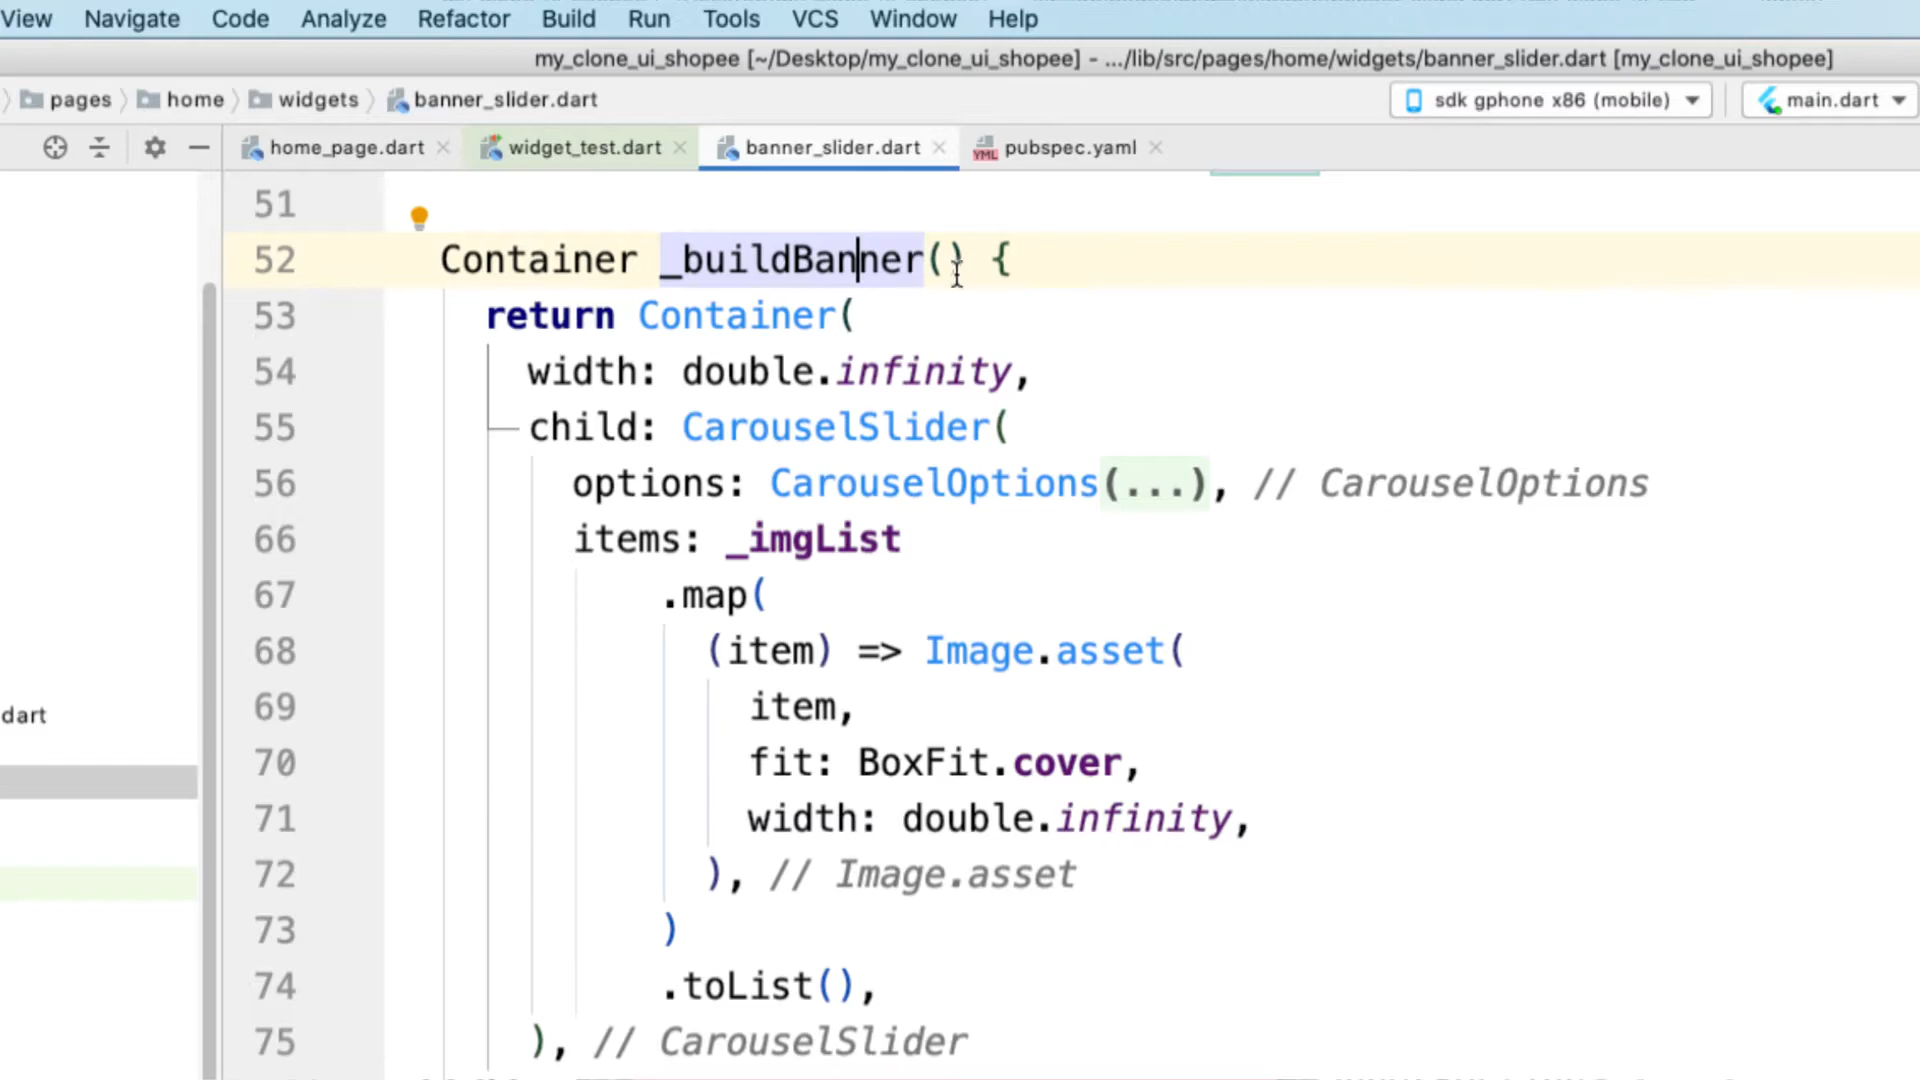 View Navigate Code Analyze Refactor Build Run Tools VCS Window Help
my_clone_ui_shopee [~/Desktop/my_clone_ui_shopee] - .../lib/src/pages/home/widgets/banner_slider.dart [my_clone_ui_shopee]
pages home widgets banner_slider.dart sdk gphone x86 (mobile) main.dart
home_page.dart widget_test.dart banner_slider.dart YML pubspec.yaml
51
52 Container _buildBanner() {
53 return Container(
54 width: double.infinity,
55 child: CarouselSlider(
56 options: CarouselOptions(...), // CarouselOptions
66 items: _imgList
67 .map(
68 (item) => Image.asset(
69 item,
70 fit: BoxFit.cover,
dart
71 width: double.infinity,
72 ), // Image.asset
73 )
74 .toList(),
75 ), // CarouselSlider